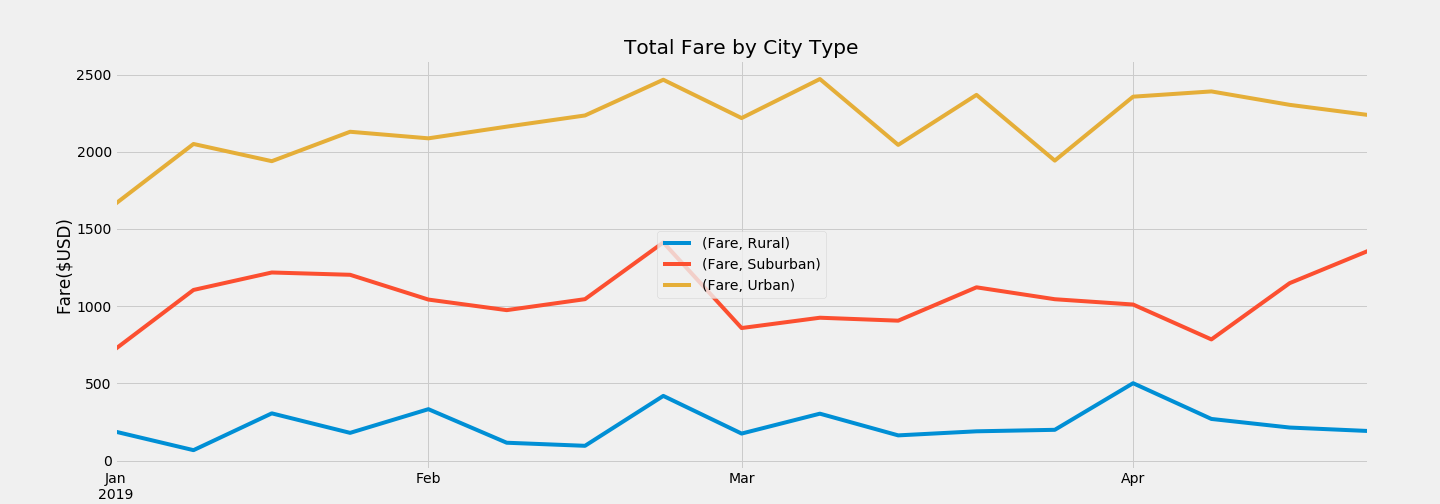 Total Fare by City Type
Fare($USD)
2500
2000
1500
1000
500
0
(Fare, Rural)
(Fare, Suburban)
(Fare, Urban)
Jan Feb Mar Apr
2019